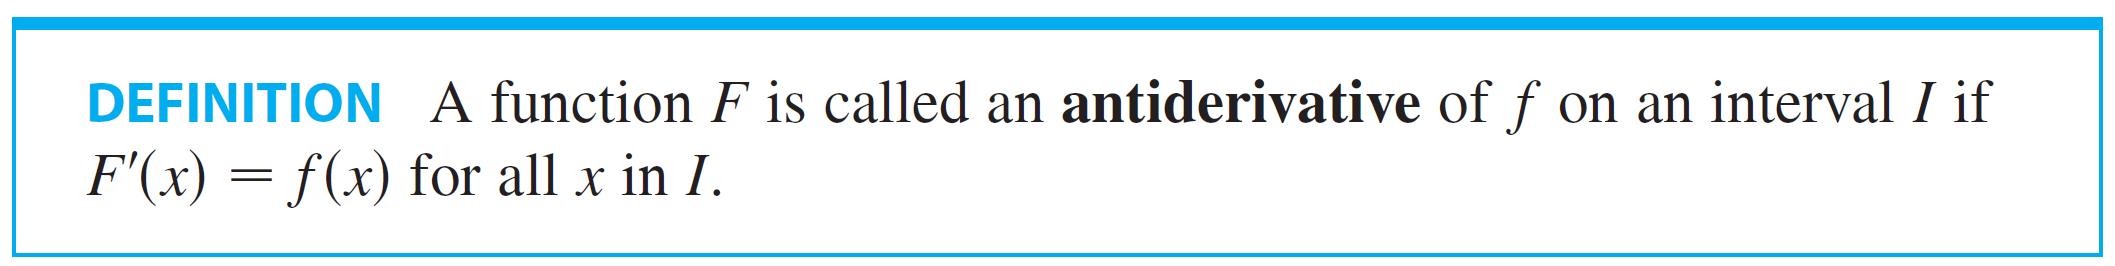 DEFINITION A function F is called an antiderivative of f on an interval I if
F′(x) = f(x) for all x in I.